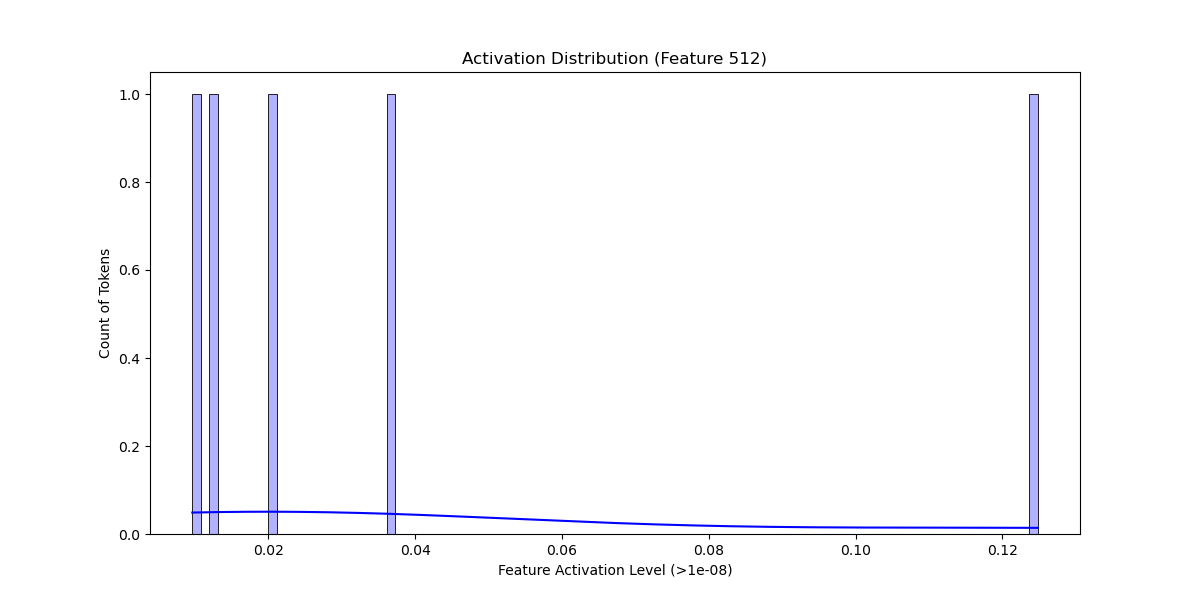 Activation Distribution (Feature 512)
1.0
0.8
0.6
0.4
0.2
0.0
Count of Tokens
0.02 0.04 0.06 0.08 0.10 0.12
Feature Activation Level (>1e-08)